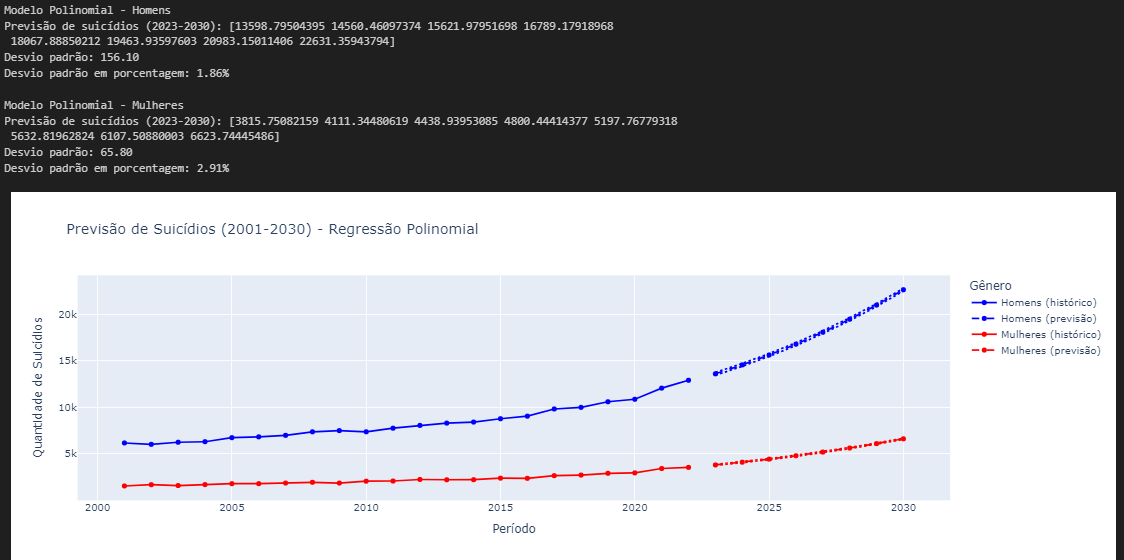 Modelo Polinomial - Homens
Previsão de suicídios (2023-2030): [13598.79504395 14560.46097374 15621.97951698 16789.17918968
18067.88850212 19463.93597603 20983.15011406 22631.35943794]
Desvio padrão: 156.10
Desvio padrão em porcentagem: 1.86%
Modelo Polinomial - Mulheres
Previsão de suicídios (2023-2030): [3815.75082159 4111.34480619 4438.93953085 4800.44414377 5197.76779318
5632.81962824 6107.50880003 6623.74445486]
Desvio padrão: 65.80
Desvio padrão em porcentagem: 2.91%
Previsão de Suicídios (2001-2030) - Regressão Polinomial
Quantidade de Suicídios
20k
15k
10k
5k
2000
2005
2010
2015
2020
2025
2030
Período
Gênero
Homens (histórico)
Homens (previsão)
Mulheres (histórico)
Mulheres (previsão)